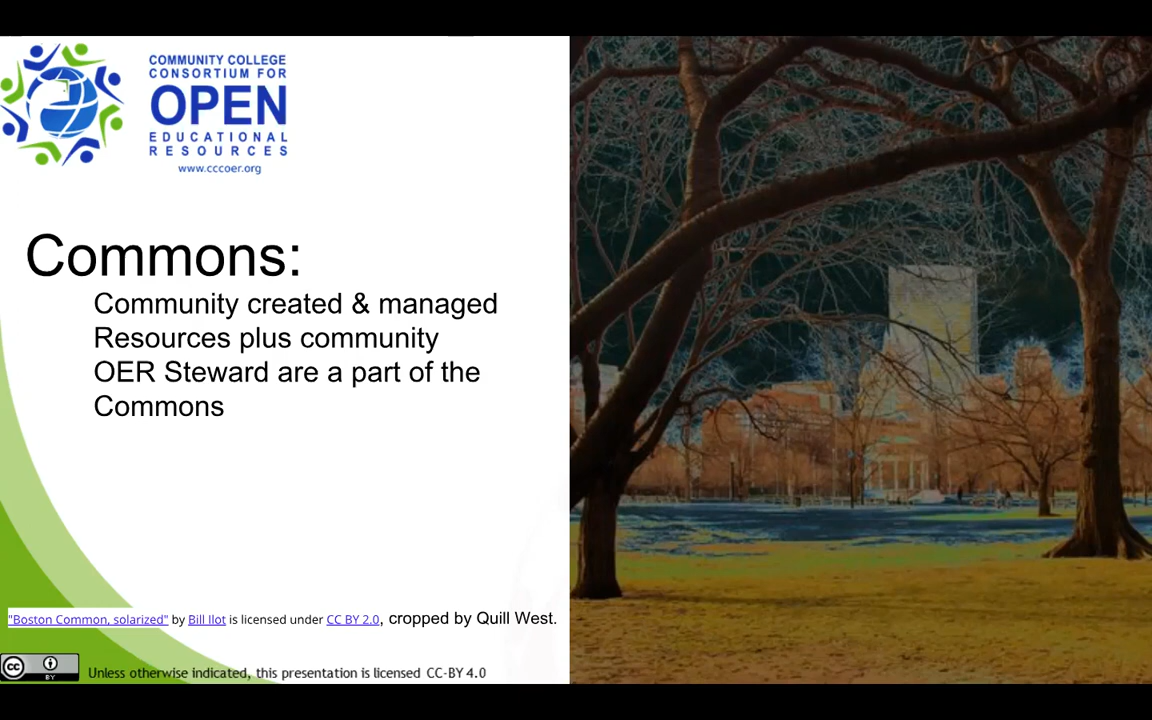 COMMUNITY COLLEGE
CONSORTIUM FOR
OPEN
EDUCATIONAL
RESOURCES
www.cccoer.org
Commons:
Community created & managed
Resources plus community
OER Steward are a part of the
Commons
"Boston Common, solarized" by Bill Ilot is licensed under CC BY 2.0, cropped by Quill West.
cc BY
Unless otherwise indicated, this presentation is licensed CC-BY 4.0